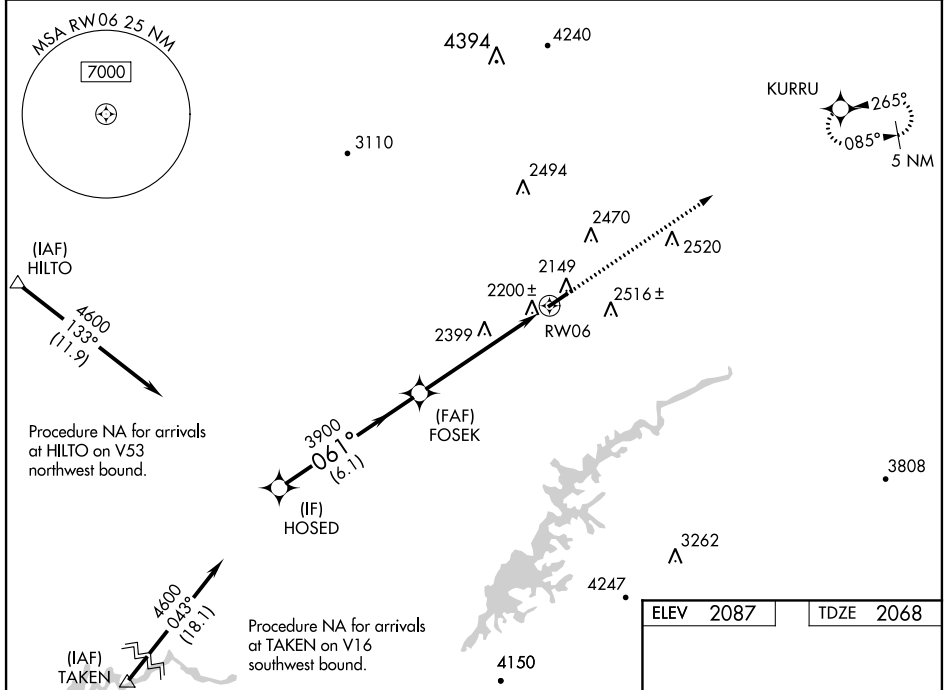 MSA RW06 25 NM
7000
4394
4240
KURRU
265°
085°
5 NM
3110
2494
2470
2520
2149
2200±
2516±
RW06
2399
(IAF)
HILTO
4600
133°
(11.9)
Procedure NA for arrivals
at HILTO on V53
northwest bound.
(FAF)
FOSEK
3900
061°
(6.1)
(IF)
HOSED
3808
3262
4247
4600
043°
(18.1)
(IAF)
TAKEN
Procedure NA for arrivals
at TAKEN on V16
southwest bound.
4150
ELEV 2087
TDZE 2068